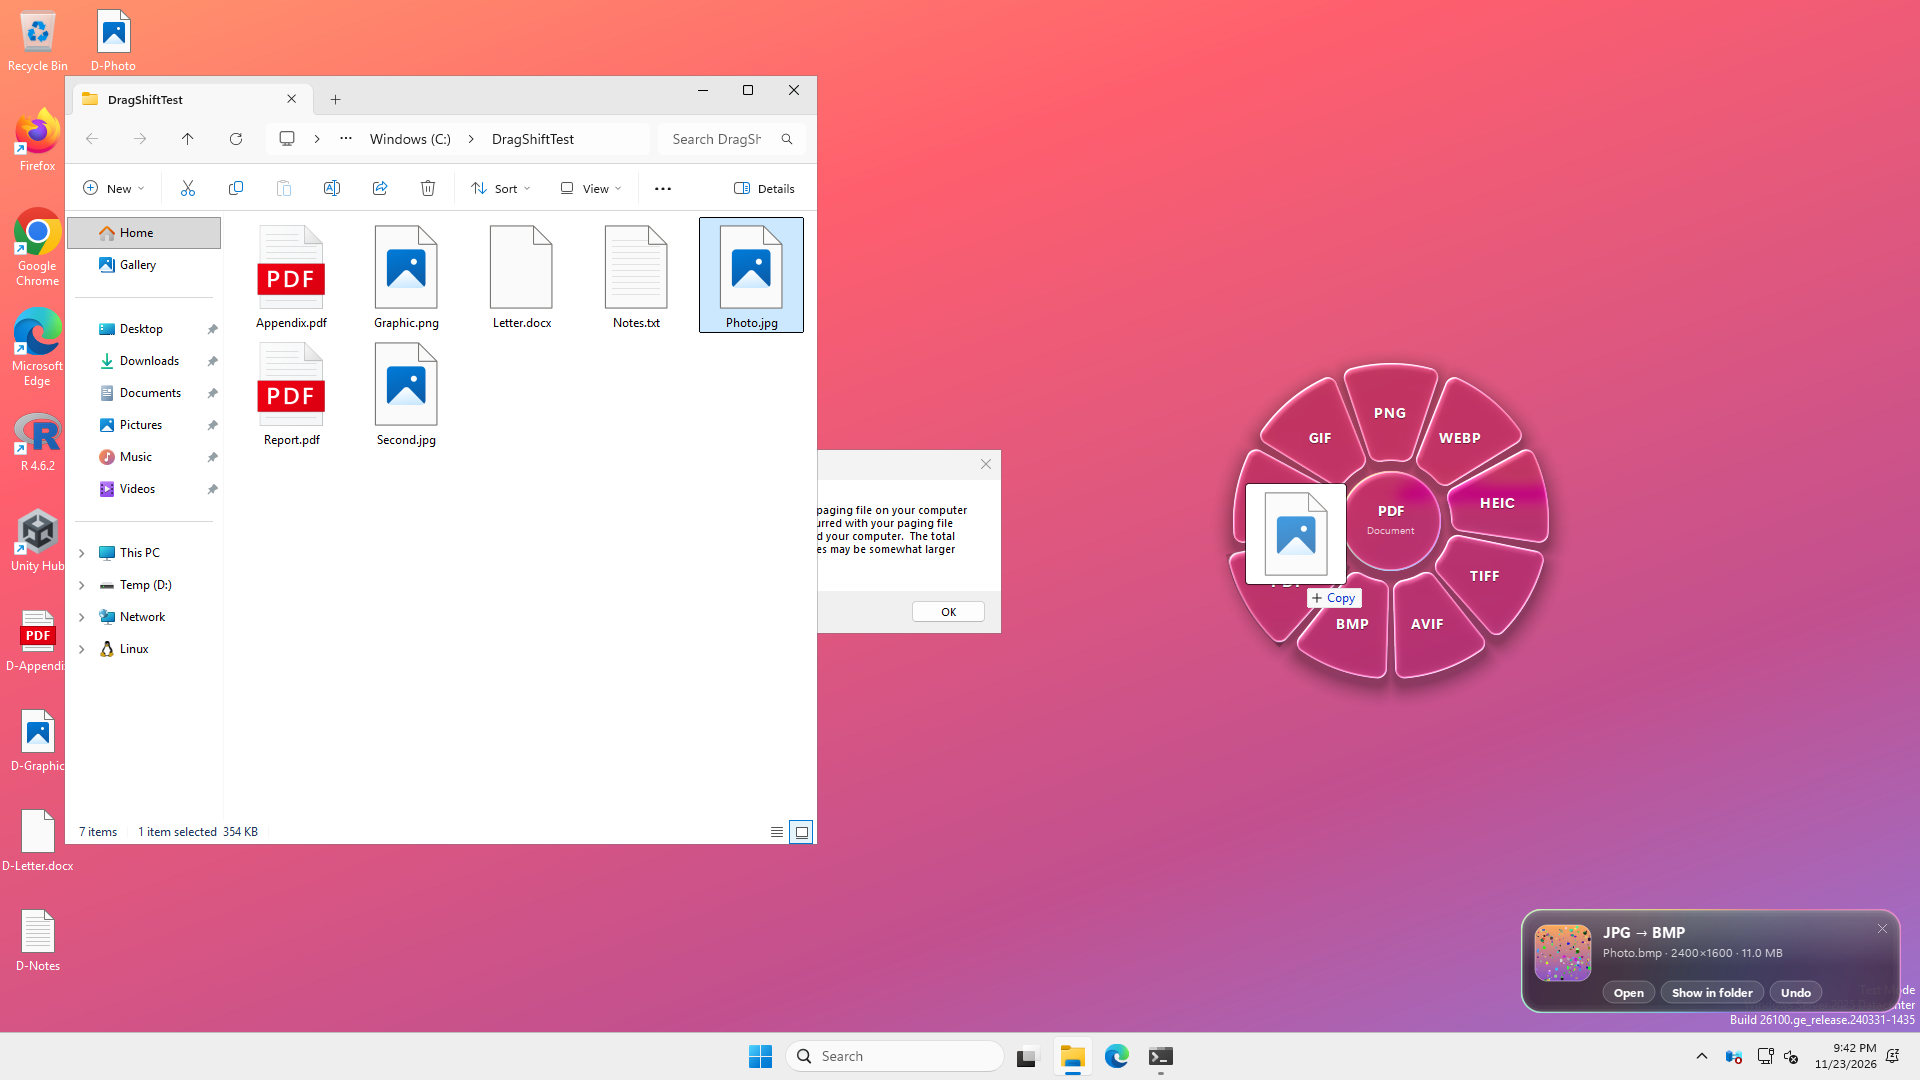 Recycle Bin
D-Photo
Firefox
Google
Chrome
Microsoft
Edge
R 4.6.2
Unity Hub
PDF
D-Appendi
D-Graphic
D-Letter.docx
D-Notes
DragShiftTest
Windows (C:)
DragShiftTest
Search DragSh
New
Sort
View
Details
Home
Gallery
Desktop
Downloads
Documents
Pictures
Music
Videos
This PC
Temp (D:)
Network
Linux
PDF
Appendix.pdf
Graphic.png
Letter.docx
Notes.txt
Photo.jpg
PDF
Report.pdf
Second.jpg
7 items
1 item selected 354 KB
paging file on your computer
urred with your paging file
d your computer. The total
es may be somewhat larger
OK
PNG
GIF
WEBP
HEIC
PDF
Document
TIFF
AVIF
BMP
+ Copy
JPG → BMP
Photo.bmp · 2400×1600 · 11.0 MB
Open
Show in folder
Undo
Build 26100.ge_release.240331-1435
Search
9:42 PM
11/23/2026